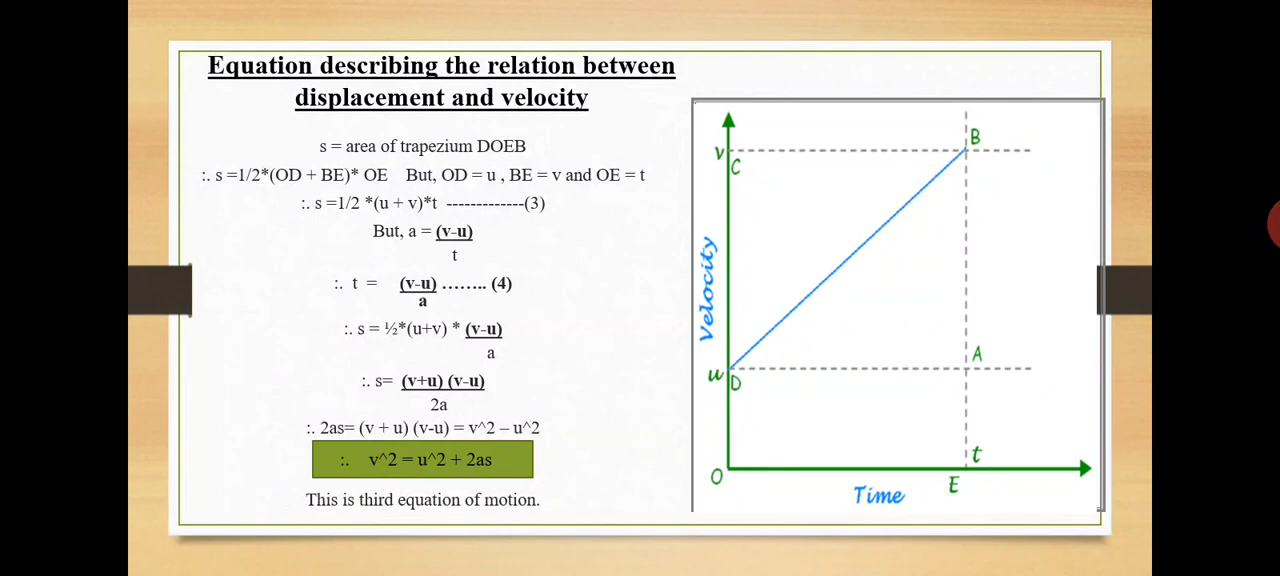 Equation describing the relation between
displacement and velocity
s = area of trapezium DOEB
:. s =1/2*(OD + BE)* OE But, OD = u , BE = v and OE = t
:. s =1/2 *(u + v)*t -------------(3)
But, a = (v-u)
t
:. t = (v-u) …….. (4)
a
:. s = ½*(u+v) * (v-u)
a
:. s= (v+u) (v-u)
2a
:. 2as= (v + u) (v-u) = v^2 – u^2
:. v^2 = u^2 + 2as
This is third equation of motion.
B
v
C
Velocity
A
u
D
t
O
E
Time